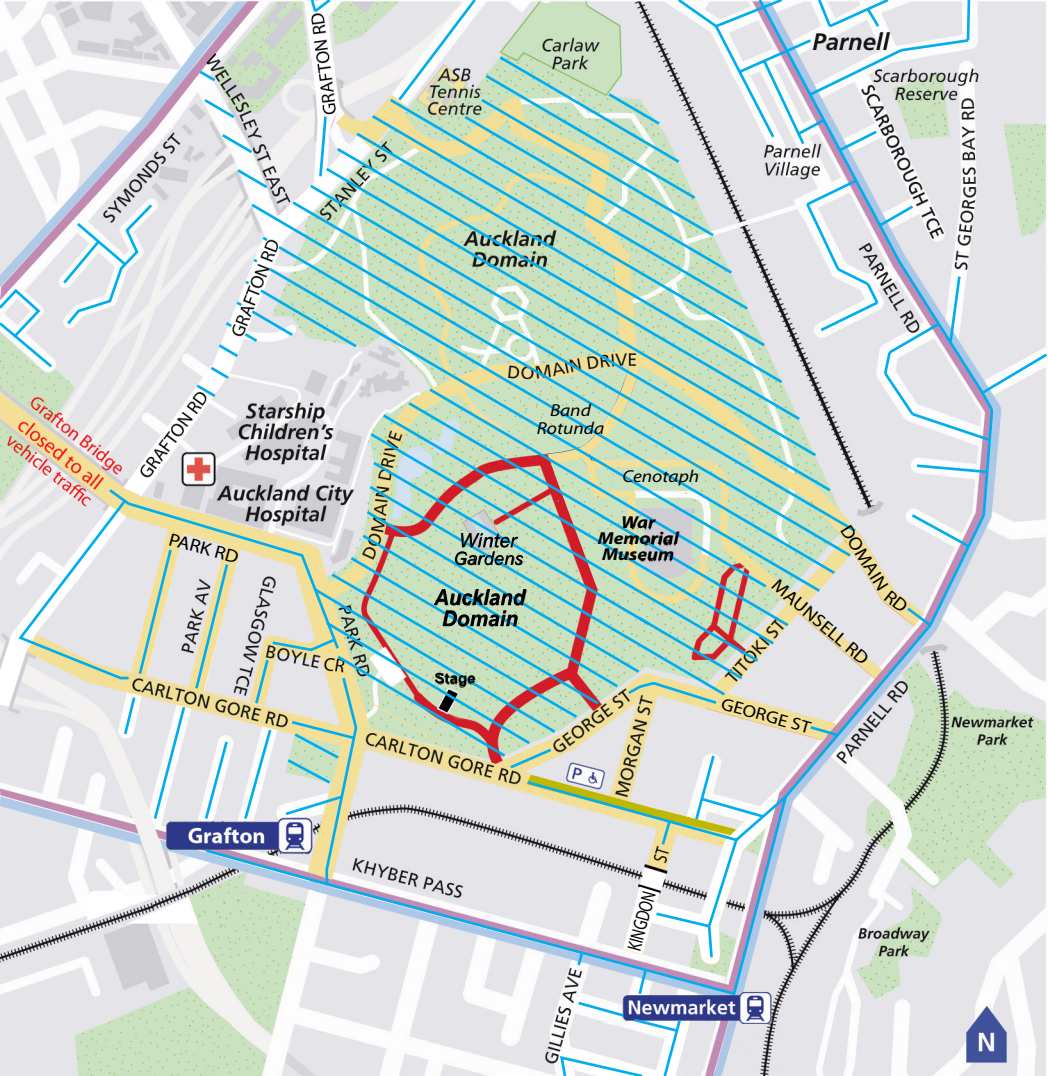 GRAFTON RD
Carlaw
Park
Parnell
ASB
Tennis
Centre
Scarborough
Reserve
WELLESLEY ST EAST
SYMONDS ST
STANLEY ST
Parnell
Village
SCARBOROUGH TCE
ST GEORGES BAY RD
Auckland
Domain
GRAFTON RD
PARNELL RD
DOMAIN DRIVE
Band
Rotunda
Grafton Bridge
closed to all
vehicle traffic
GRAFTON RD
Starship
Children's
Hospital
Auckland City
Hospital
DOMAIN DRIVE
Cenotaph
War
Memorial
Museum
Winter
Gardens
Auckland
Domain
DOMAIN RD
MAUNSELL RD
TITOKI ST
PARK RD
PARK AV
GLASGOW TCE
BOYLE CR
PARK RD
Stage
CARLTON GORE RD
GEORGE ST
GEORGE ST
MORGAN ST
PARNELL RD
Newmarket
Park
CARLTON GORE RD
P
Grafton
KHYBER PASS
KINGDON ST
Broadway
Park
GILLIES AVE
Newmarket
N